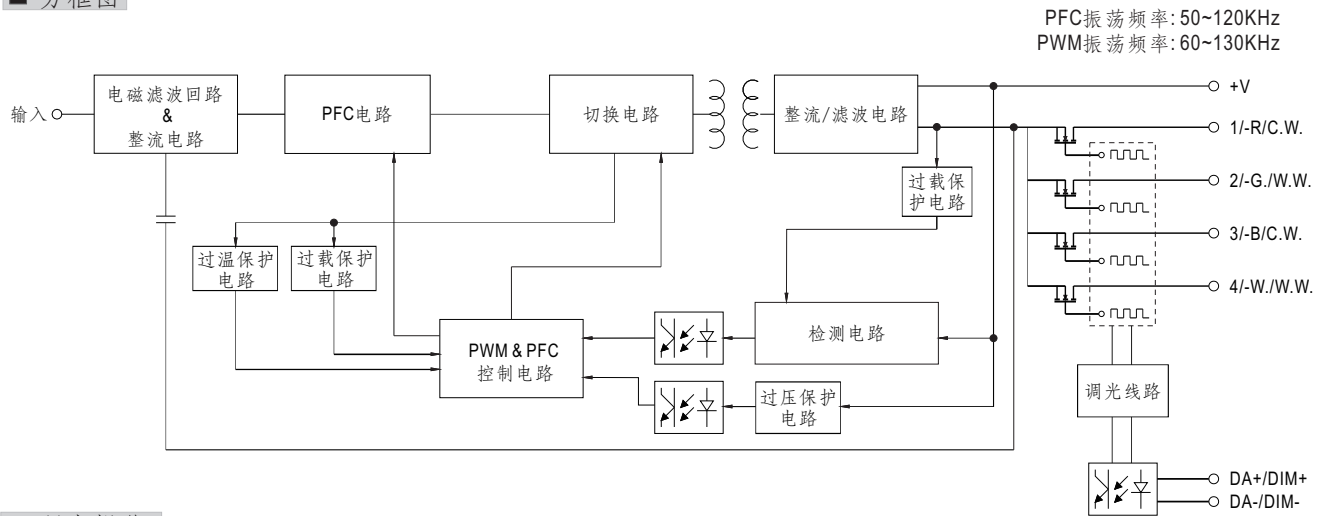 ■ 方框图
PFC振荡频率: 50~120KHz
PWM振荡频率: 60~130KHz
输入
电磁滤波回路
&
整流电路
PFC电路
切换电路
整流/滤波电路
+V
1/-R/C.W.
2/-G./W.W.
3/-B/C.W.
4/-W./W.W.
过载保
护电路
过温保护
电路
过载保护
电路
PWM & PFC
控制电路
检测电路
过压保护
电路
调光线路
DA+/DIM+
DA-/DIM-